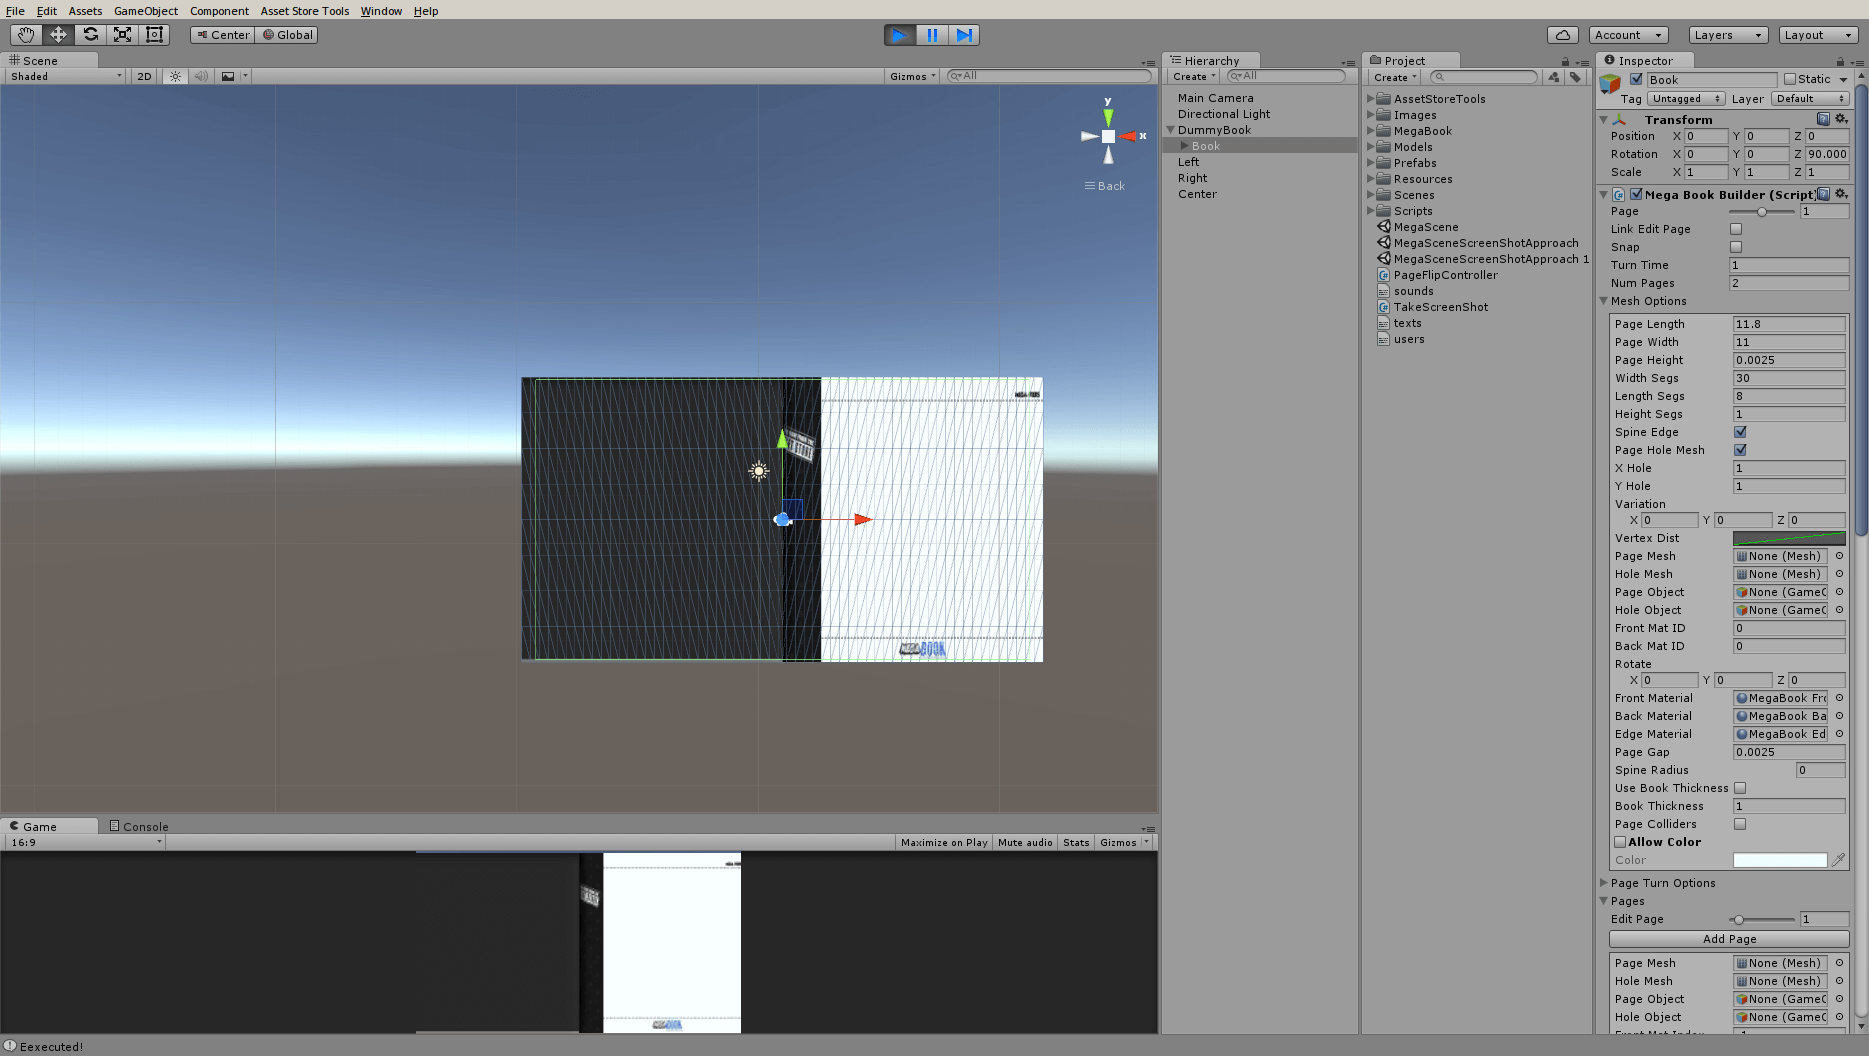 File Edit Assets GameObject Component Asset Store Tools Window Help
Center Global
Account Layers Layout
Scene
Shaded 2D Gizmos All
y
x
Back
STORE
MEGABOOK
Game Console
16:9 Maximize on Play Mute audio Stats Gizmos
MEGABOOK
Eexecuted!
Hierarchy
Create All
Main Camera
Directional Light
DummyBook
Book
Left
Right
Center
Project
Create
AssetStoreTools
Images
MegaBook
Models
Prefabs
Resources
Scenes
Scripts
MegaScene
MegaSceneScreenShotApproach
MegaSceneScreenShotApproach 1
PageFlipController
sounds
TakeScreenShot
texts
users
Inspector
Book Static
Tag Untagged Layer Default
Transform
Position X 0 Y 0 Z 0
Rotation X 0 Y 0 Z 90.000
Scale X 1 Y 1 Z 1
Mega Book Builder (Script)
Page 1
Link Edit Page
Snap
Turn Time 1
Num Pages 2
Mesh Options
Page Length 11.8
Page Width 11
Page Height 0.0025
Width Segs 30
Length Segs 8
Height Segs 1
Spine Edge
Page Hole Mesh
X Hole 1
Y Hole 1
Variation
X 0 Y 0 Z 0
Vertex Dist
Page Mesh None (Mesh)
Hole Mesh None (Mesh)
Page Object None (GameO
Hole Object None (GameO
Front Mat ID 0
Back Mat ID 0
Rotate
X 0 Y 0 Z 0
Front Material MegaBook Fro
Back Material MegaBook Ba
Edge Material MegaBook Ed
Page Gap 0.0025
Spine Radius 0
Use Book Thickness
Book Thickness 1
Page Colliders
Allow Color
Color
Page Turn Options
Pages
Edit Page 1
Add Page
Page Mesh None (Mesh)
Hole Mesh None (Mesh)
Page Object None (GameO
Hole Object None (GameO